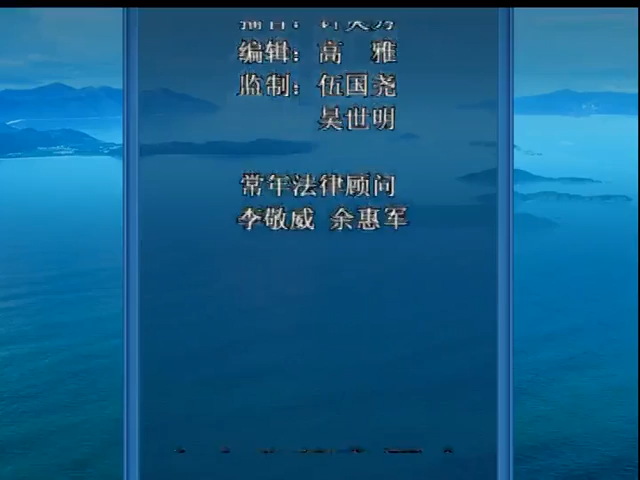 编辑：高 雅
监制：伍国尧
吴世明
常年法律顾问
李敬威 余惠军